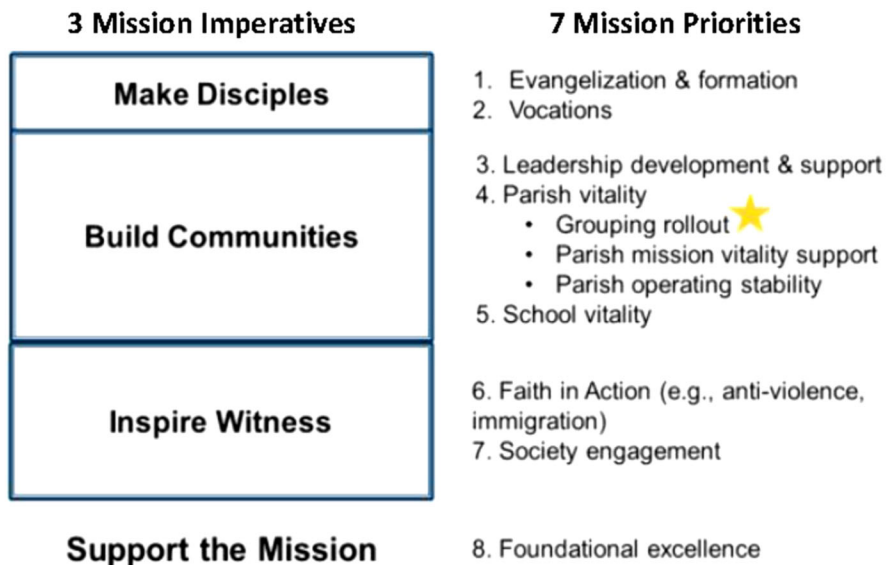 3 Mission Imperatives
7 Mission Priorities
Make Disciples
1. Evangelization & formation
2. Vocations
Build Communities
3. Leadership development & support
4. Parish vitality
• Grouping rollout
• Parish mission vitality support
• Parish operating stability
5. School vitality
Inspire Witness
6. Faith in Action (e.g., anti-violence,
immigration)
7. Society engagement
Support the Mission
8. Foundational excellence